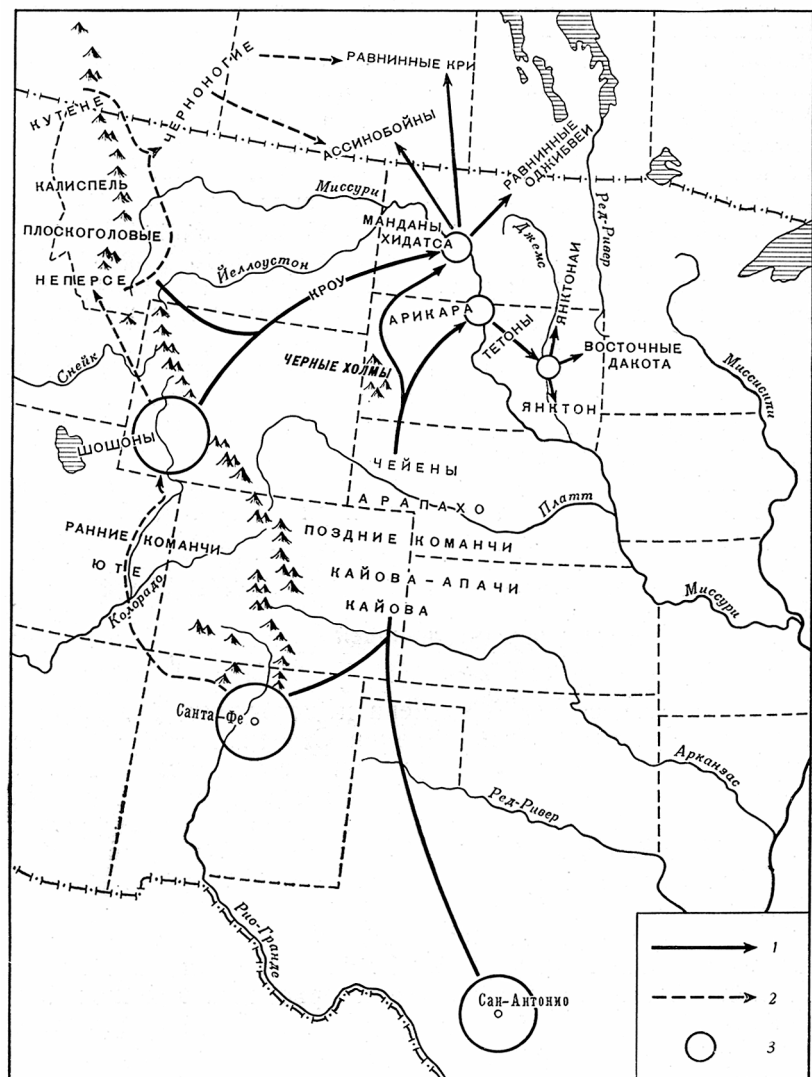 РАВНИННЫЕ КРИ
ЧЕРНОНОГИЕ
КУТЕНЕ
АССИНОБОЙНЫ
РАВНИННЫЕ
ОДЖИБВЕИ
КАЛИСПЕЛЬ
Миссури
ПЛОСКОГОЛОВЫЕ
МАНДАНЫ
ХИДАТСА
Джемс
Ред-Ривер
НЕПЕРСЕ
Йеллоустон
КРОУ
ЯНКТОНАИ
АРИКАРА
ТЕТОНЫ
ВОСТОЧНЫЕ
ДАКОТА
Снейк
ЧЕРНЫЕ ХОЛМЫ
Миссисипи
ЯНКТОН
ШОШОНЫ
ЧЕЙЕНЫ
АРАПАХО
Платт
РАННИЕ КОМАНЧИ
ПОЗДНИЕ КОМАНЧИ
ЮТЕ
КАЙОВА-АПАЧИ
Колорадо
КАЙОВА
Миссури
Санта-Фе
Арканзас
Ред-Ривер
Рио-Гранде
Сан-Антонио
1
2
3